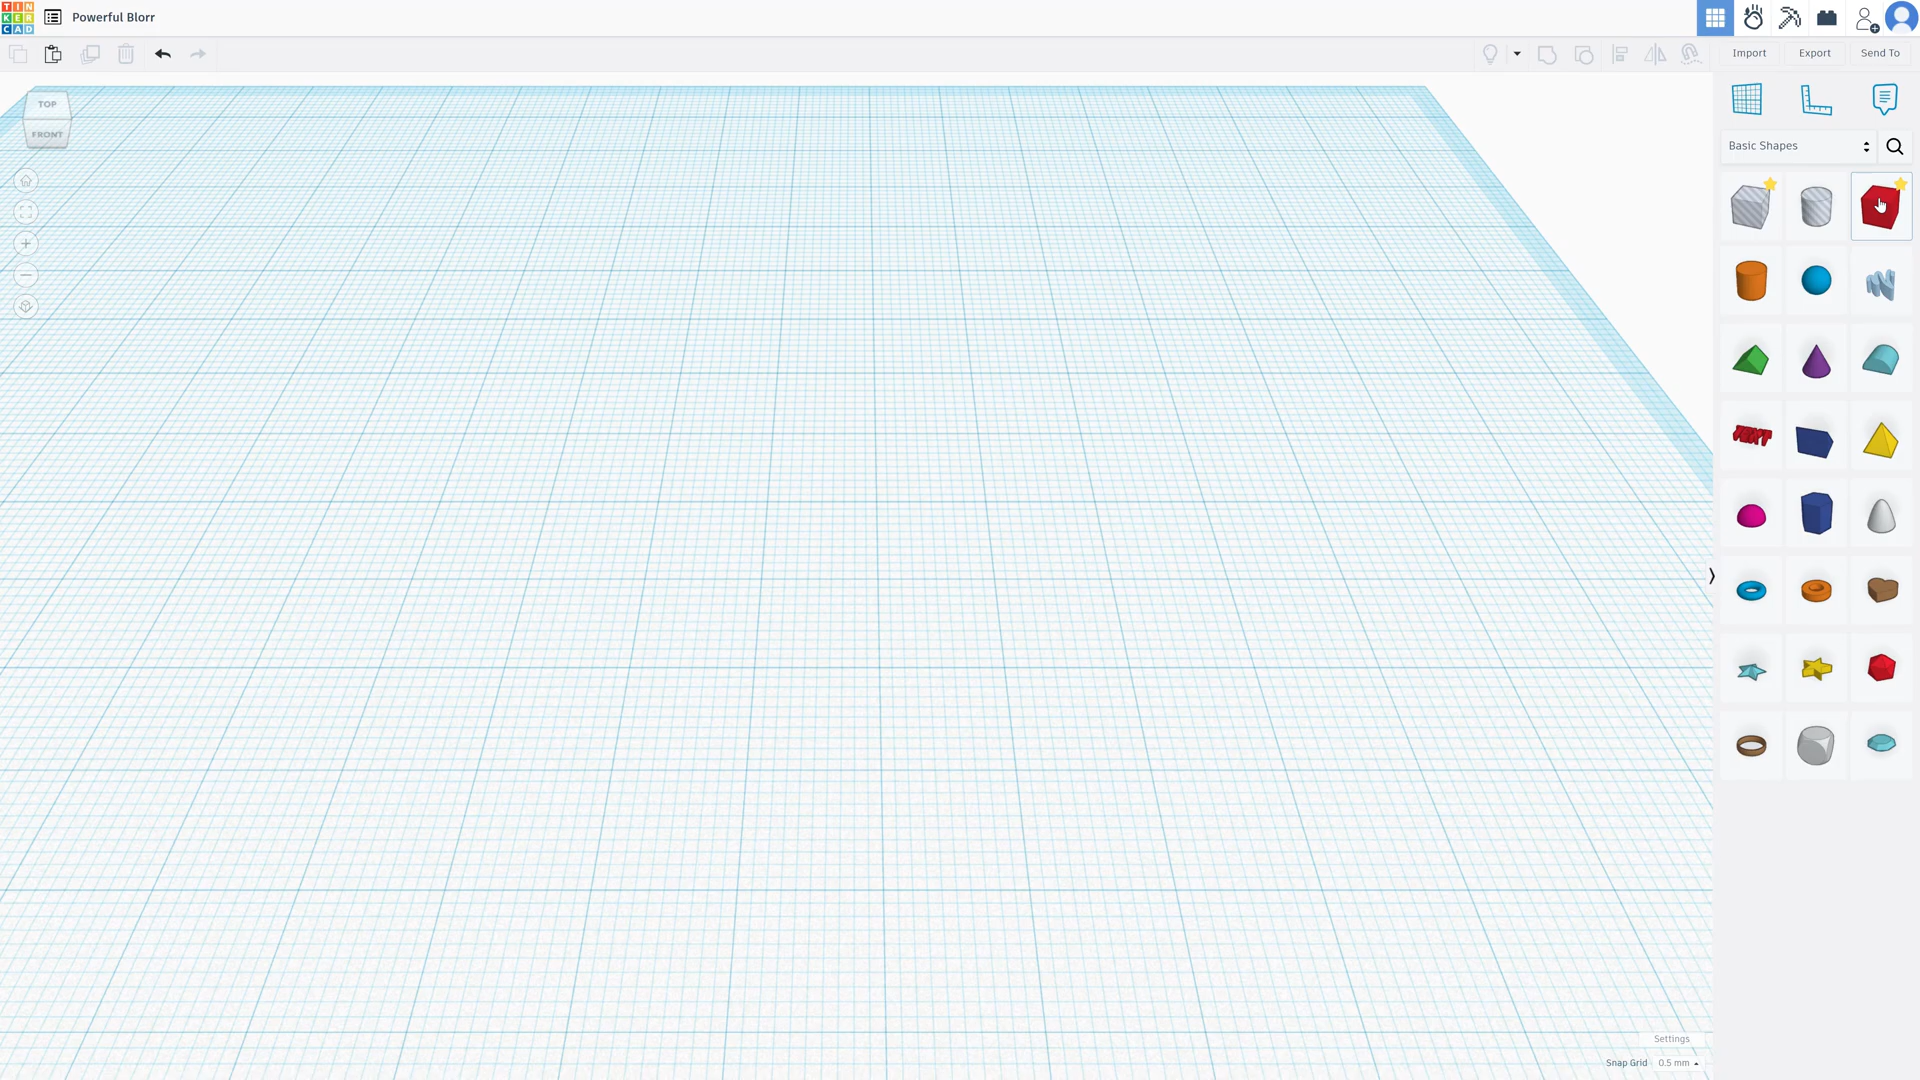 TIN
KER
CAD
Powerful Blorr
Import
Export
Send To
TOP
FRONT
Basic Shapes
TEXT
Settings
Snap Grid 0.5 mm